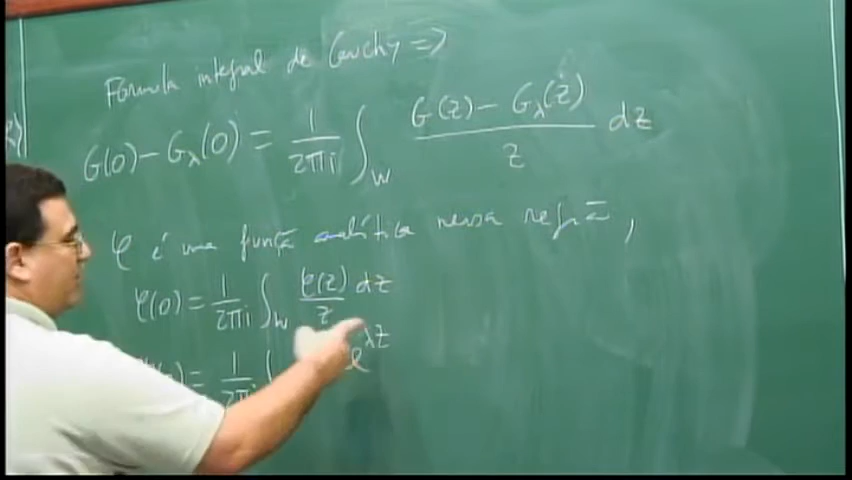 Fórmula integral de Cauchy ⇒
G(0) - G_λ(0) = 1/2πi ∫_W G(z) - G_λ(z)/z dz
φ é uma função analítica nessa região,
φ(0) = 1/2πi ∫_W φ(z)/z dz
) = 1/2πi ∫ e^λz